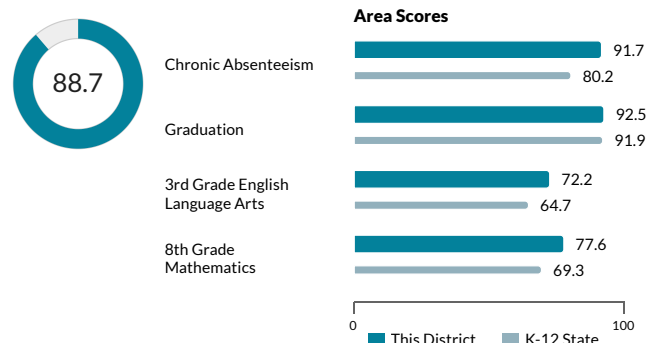 Area Scores
88.7
Chronic Absenteeism
91.7
80.2
Graduation
92.5
91.9
3rd Grade English
Language Arts
72.2
64.7
8th Grade
Mathematics
77.6
69.3
0
100
This District
K-12 State